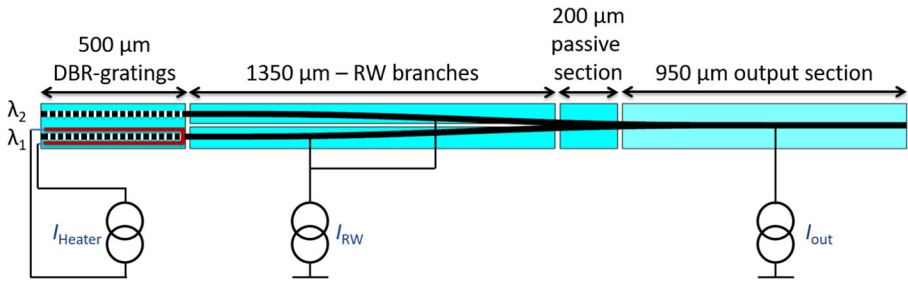 500 μm
DBR-gratings
1350 μm – RW branches
200 μm
passive
section
950 μm output section
λ2
λ1
IHeater
IRW
Iout